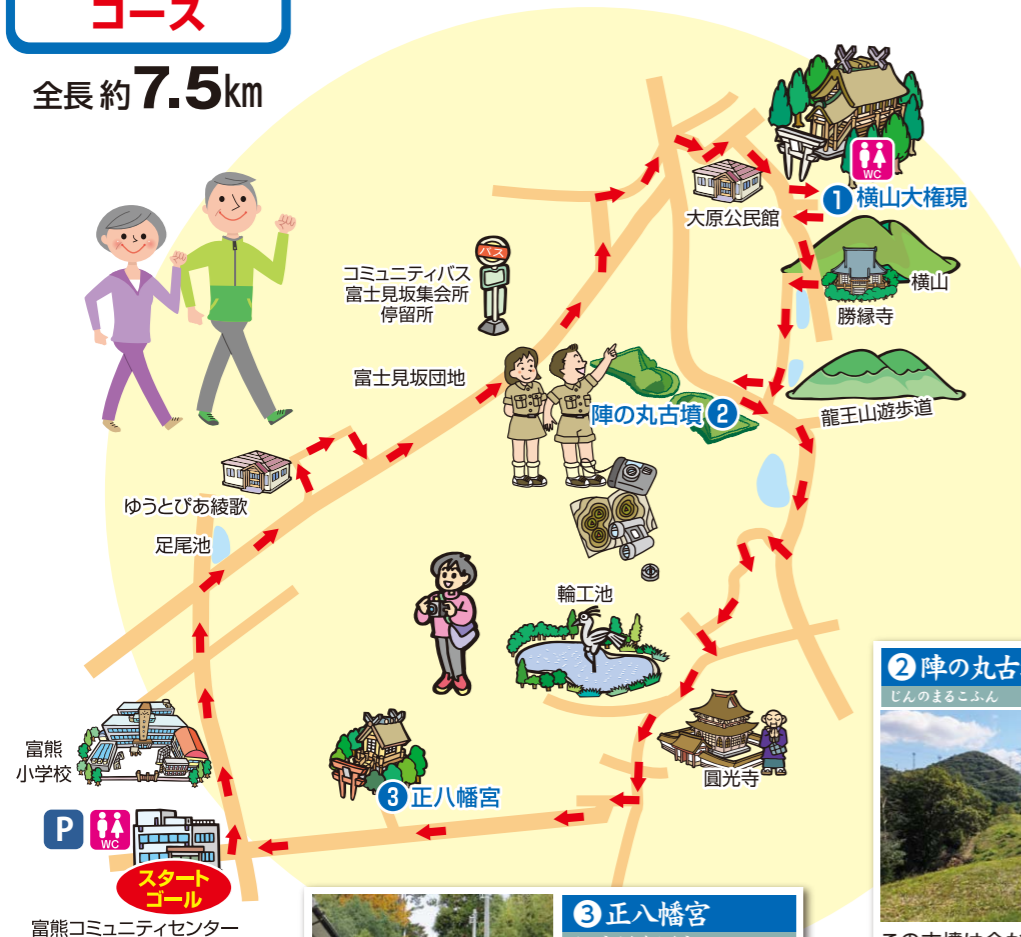 コース
全長 約 7.5km
WC
1 横山大権現
大原公民館
バス
コミュニティバス
富士見坂集会所
停留所
横山
勝縁寺
富士見坂団地
陣の丸古墳 2
龍王山遊歩道
ゆうとぴあ綾歌
足尾池
輪工池
2 陣の丸古
じんのまるこふん
富熊
小学校
圓光寺
3 正八幡宮
P
WC
スタート
ゴール
富熊コミュニティセンター
3 正八幡宮